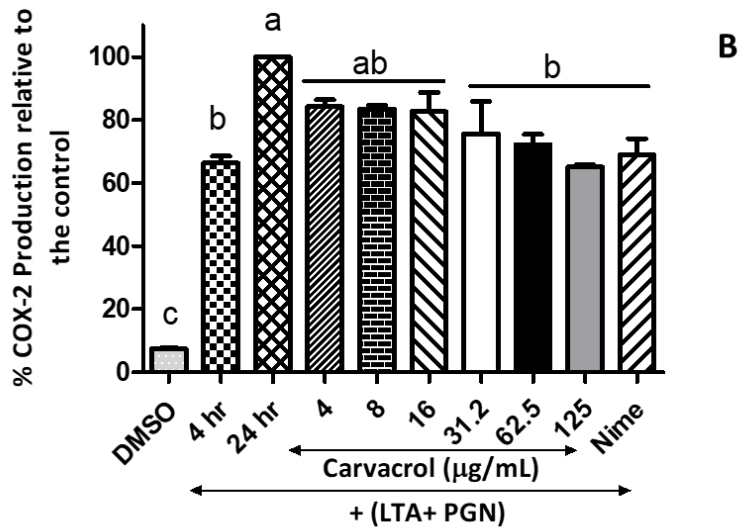 B
% COX-2 Production relative to
the control
100
80
60
40
20
0
a
ab
b
b
c
DMSO
4 hr
24 hr
4
8
16
31.2
62.5
125
Nime
Carvacrol (µg/mL)
+ (LTA+ PGN)